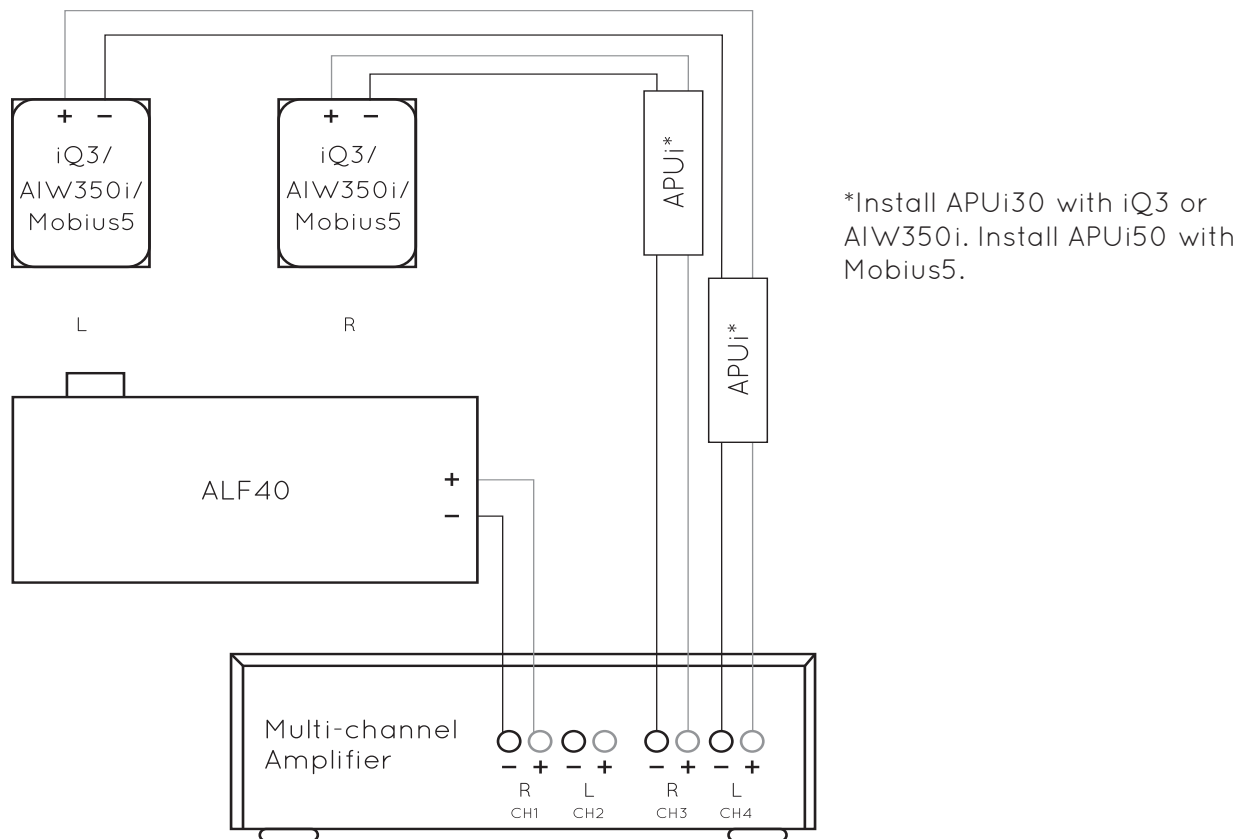 + −
iQ3/
AIW350i/
Mobius5
L
+ −
iQ3/
AIW350i/
Mobius5
R
APUi*
APUi*
*Install APUi30 with iQ3 or
AIW350i. Install APUi50 with
Mobius5.
ALF40
+
−
Multi-channel
Amplifier
− + − + − + − +
R L R L
CH1 CH2 CH3 CH4